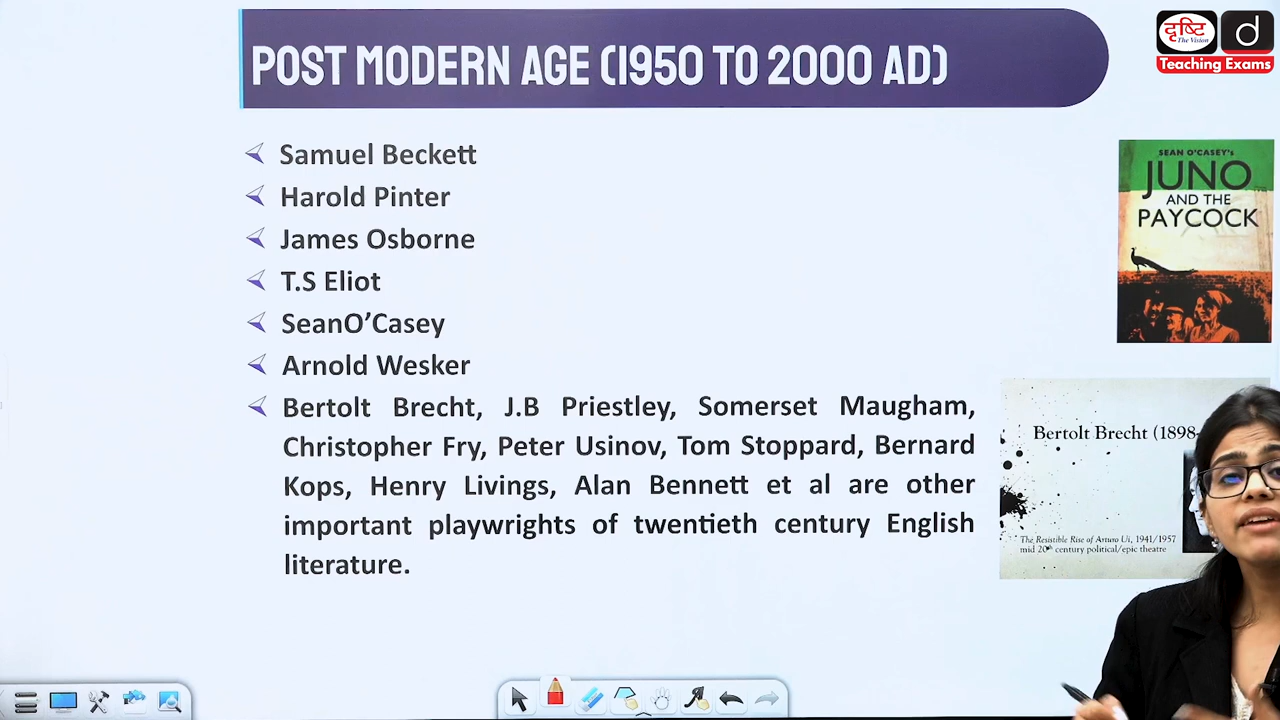 POST MODERN AGE (1950 TO 2000 AD)
दृष्टि
The Vision
d
Teaching Exams
Samuel Beckett
Harold Pinter
James Osborne
T.S Eliot
SeanO’Casey
Arnold Wesker
Bertolt Brecht, J.B Priestley, Somerset Maugham,
Christopher Fry, Peter Usinov, Tom Stoppard, Bernard
Kops, Henry Livings, Alan Bennett et al are other
important playwrights of twentieth century English
literature.
SEAN O'CASEY's
JUNO
AND THE
PAYCOCK
Bertolt Brecht (1898-
The Resistible Rise of Arturo Ui, 1941/1957
mid 20th century political/epic theatre